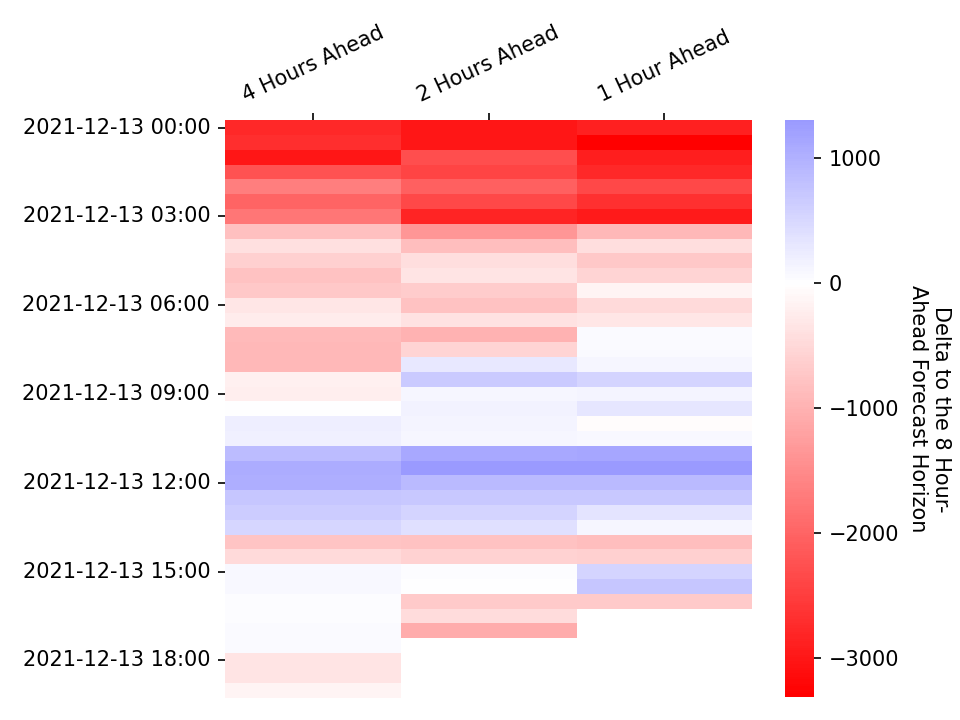 4 Hours Ahead
2 Hours Ahead
1 Hour Ahead
2021-12-13 00:00
2021-12-13 03:00
2021-12-13 06:00
2021-12-13 09:00
2021-12-13 12:00
2021-12-13 15:00
2021-12-13 18:00
1000
0
−1000
−2000
−3000
Delta to the 8 Hour-
Ahead Forecast Horizon